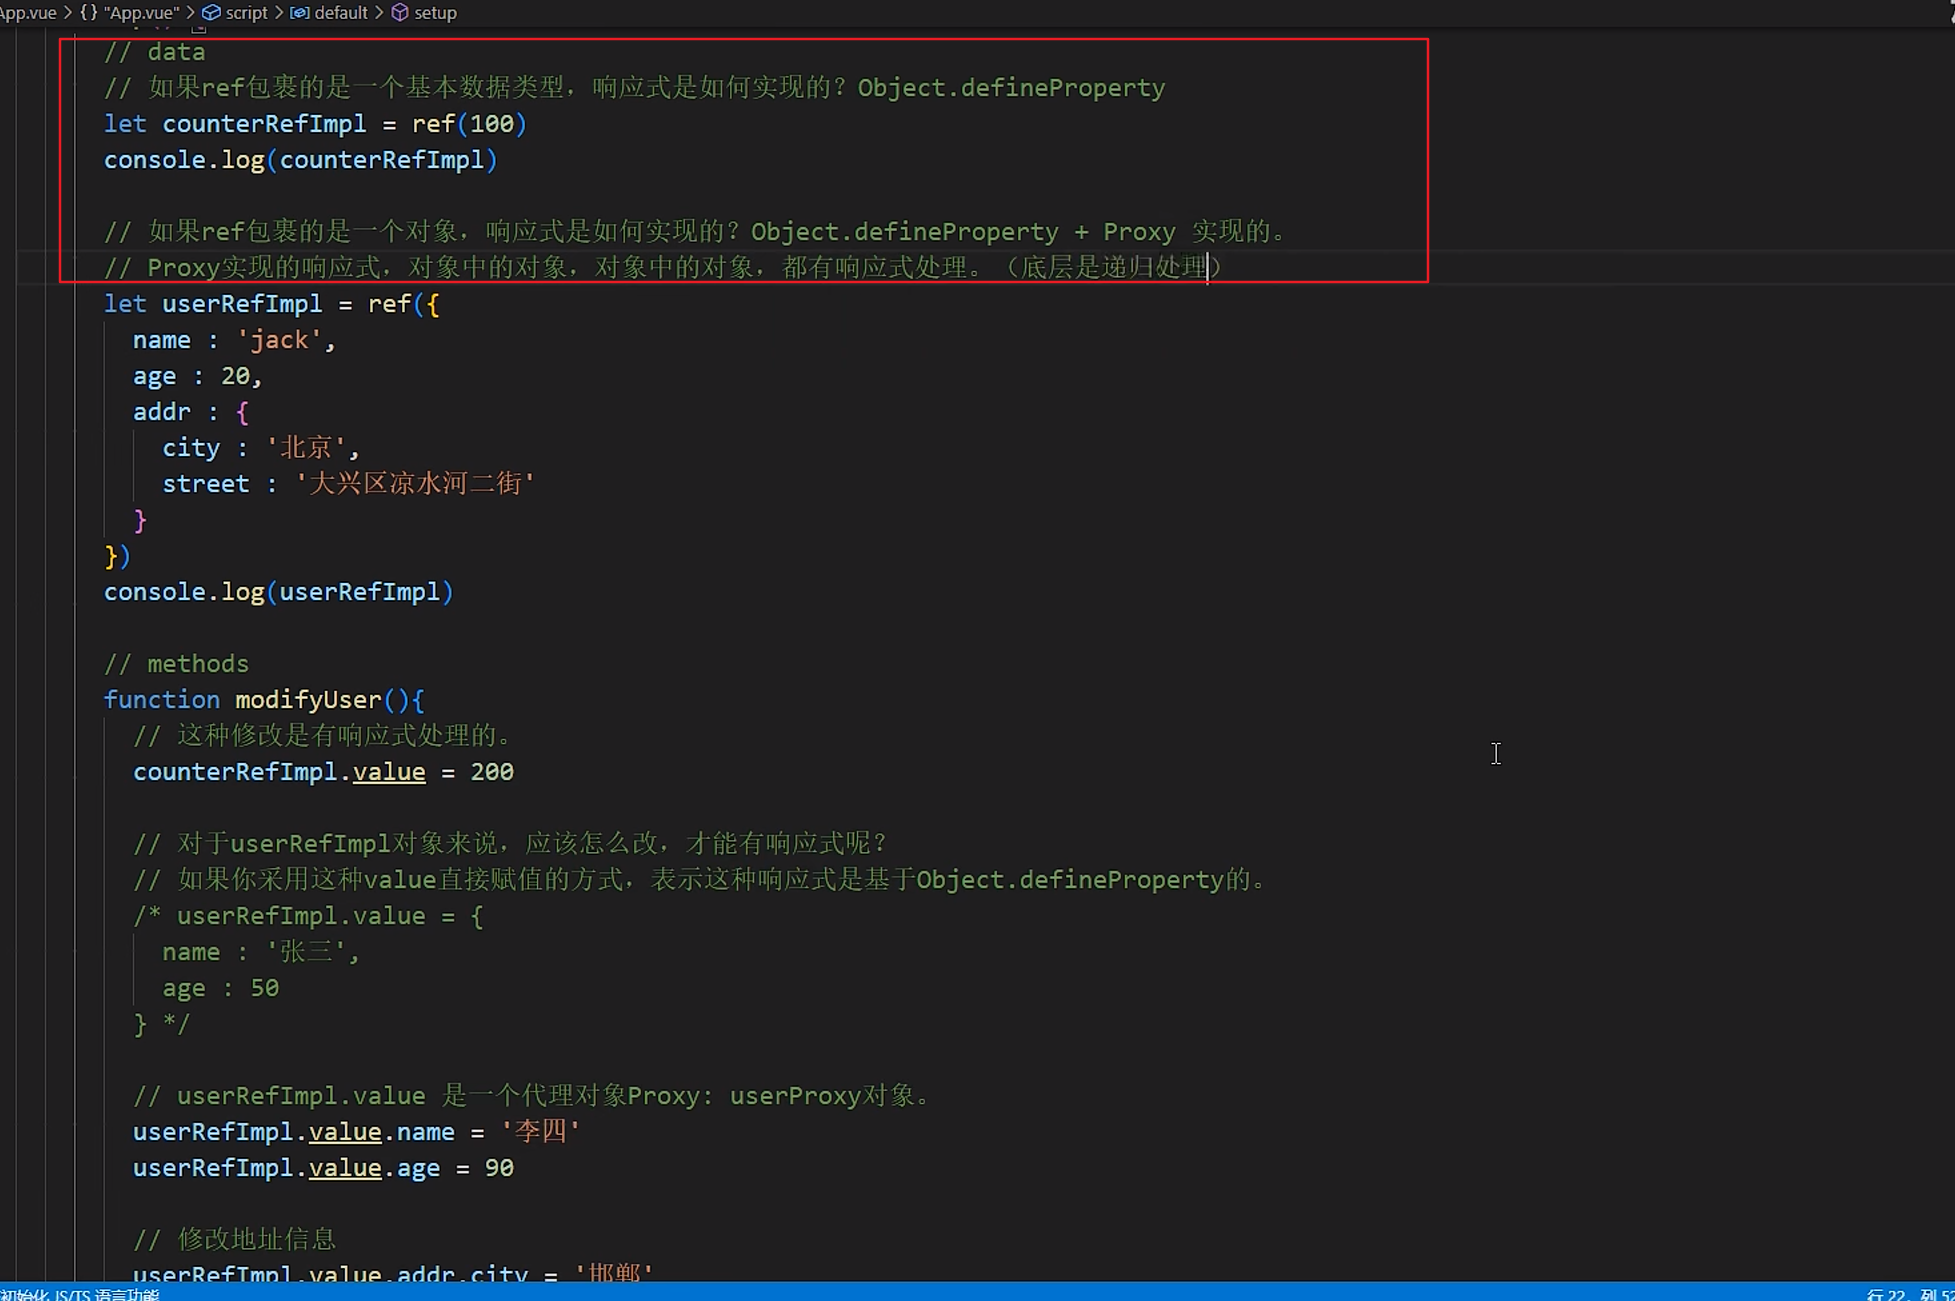 App.vue > {} "App.vue" > script > default > setup
// data
// 如果ref包裹的是一个基本数据类型，响应式是如何实现的？Object.defineProperty
let counterRefImpl = ref(100)
console.log(counterRefImpl)
// 如果ref包裹的是一个对象，响应式是如何实现的？Object.defineProperty + Proxy 实现的。
// Proxy实现的响应式，对象中的对象，对象中的对象，都有响应式处理。（底层是递归处理）
let userRefImpl = ref({
name : 'jack',
age : 20,
addr : {
city : '北京',
street : '大兴区凉水河二街'
}
})
console.log(userRefImpl)
// methods
function modifyUser(){
// 这种修改是有响应式处理的。
counterRefImpl.value = 200
// 对于userRefImpl对象来说，应该怎么改，才能有响应式呢？
// 如果你采用这种value直接赋值的方式，表示这种响应式是基于Object.defineProperty的。
/* userRefImpl.value = {
name : '张三',
age : 50
} */
// userRefImpl.value 是一个代理对象Proxy: userProxy对象。
userRefImpl.value.name = '李四'
userRefImpl.value.age = 90
// 修改地址信息
userRefImpl.value.addr.city = '邯郸'
初始化 JS/TS 语言功能
行 22，列 52